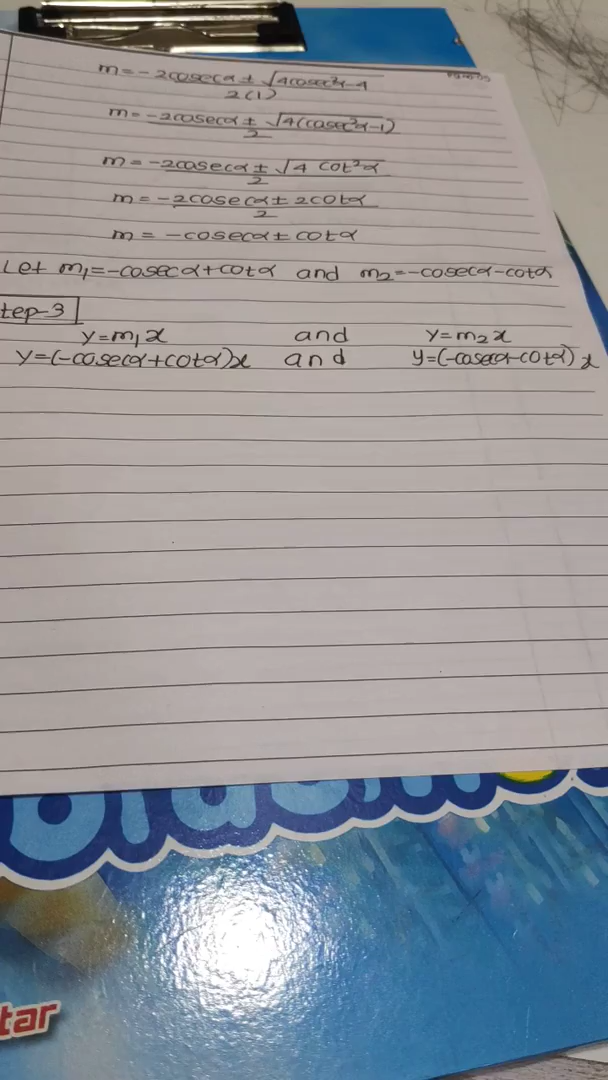 m = -2cosecα ± √4cosec²α-4
2(1)
m = -2cosecα ± √4(cosec²α-1)
2
m = -2cosecα ± √4 cot²α
2
m = -2cosecα ± 2cotα
2
m = -cosecα ± cotα
Let m₁ = -cosecα + cotα and m₂ = -cosecα - cotα
tep-3
y = m₁x and y = m₂x
y = (-cosecα + cotα)x and y = (-cosecα - cotα)x
tar